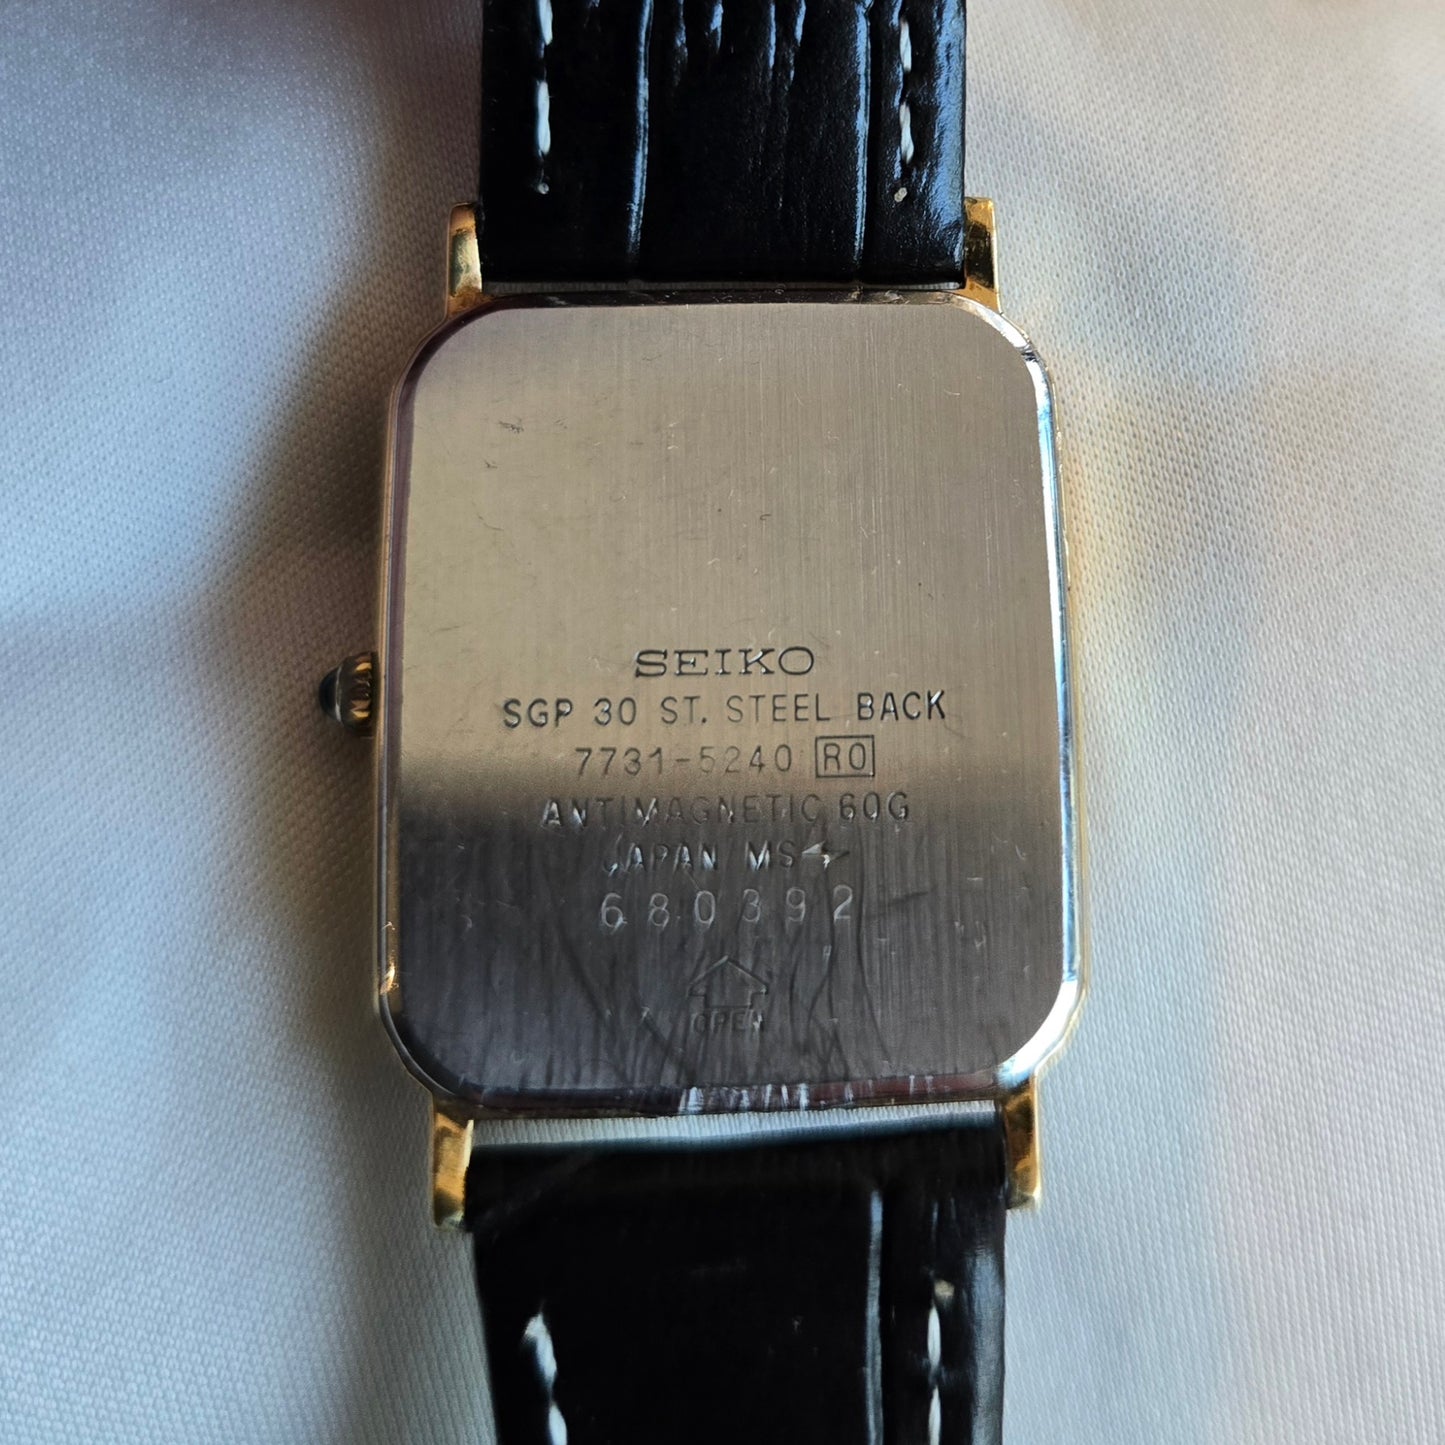 SEIKO
SGP 30 ST. STEEL BACK
7731-5240 R0
ANTIMAGNETIC 60G
JAPAN MS
680392
OPEN